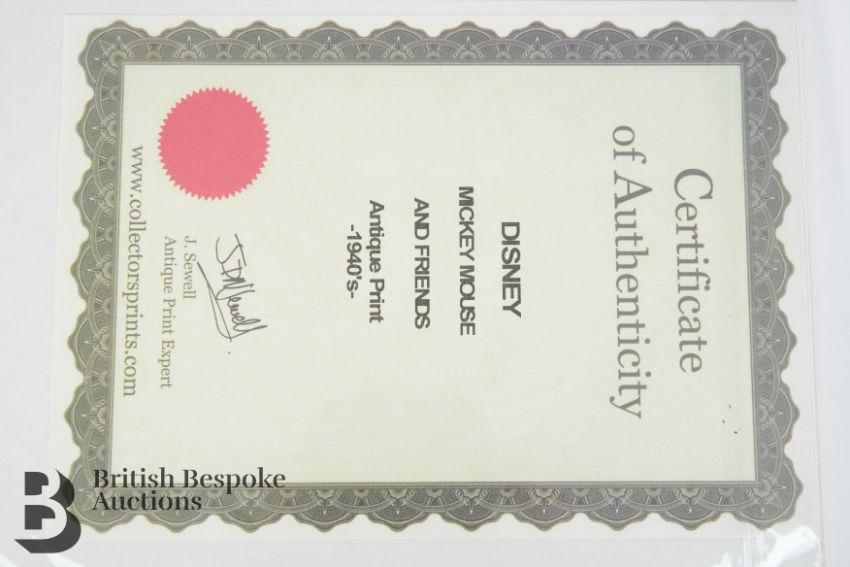 Certificate
of Authenticity
DISNEY
MICKEY MOUSE
AND FRIENDS
Antique Print
-1940's-
J. Sewell
Antique Print Expert
www.collectorsprints.com
British Bespoke
Auctions